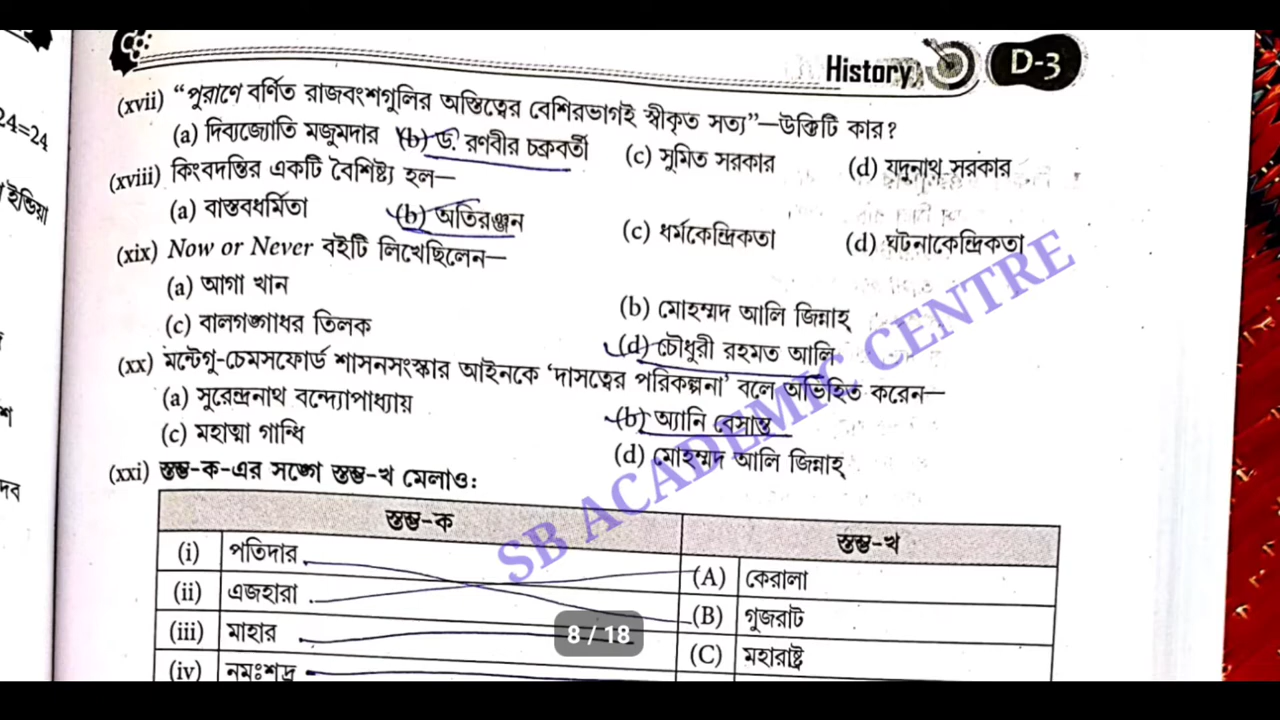 History D-3
24=24
(xvii) “পুরাণে বর্ণিত রাজবংশগুলির অস্তিত্বের বেশিরভাগই স্বীকৃত সত্য”—উক্তিটি কার?
(a) দিব্যজ্যোতি মজুমদার (b) ড. রণবীর চক্রবর্তী (c) সুমিত সরকার (d) যদুনাথ সরকার
(xviii) কিংবদন্তির একটি বৈশিষ্ট্য হল—
ইন্ডিয়া
(a) বাস্তবধর্মিতা (b) অতিরঞ্জন (c) ধর্মকেন্দ্রিকতা (d) ঘটনাকেন্দ্রিকতা
(xix) Now or Never বইটি লিখেছিলেন—
(a) আগা খান (b) মোহম্মদ আলি জিন্নাহ্
(c) বালগঙ্গাধর তিলক (d) চৌধুরী রহমত আলি
(xx) মন্টেগু-চেমসফোর্ড শাসনসংস্কার আইনকে ‘দাসত্বের পরিকল্পনা’ বলে অভিহিত করেন—
(a) সুরেন্দ্রনাথ বন্দ্যোপাধ্যায় (b) অ্যানি বেসান্ত
(c) মহাত্মা গান্ধি (d) মোহম্মদ আলি জিন্নাহ্
(xxi) স্তম্ভ-ক-এর সঙ্গে স্তম্ভ-খ মেলাও:
স্তম্ভ-ক স্তম্ভ-খ
(i) পতিদার (A) কেরালা
(ii) এজহারা (B) গুজরাট
(iii) মাহার (C) মহারাষ্ট্র
(iv) নমঃশূদ্র
SB ACADEMIC CENTRE
8 / 18